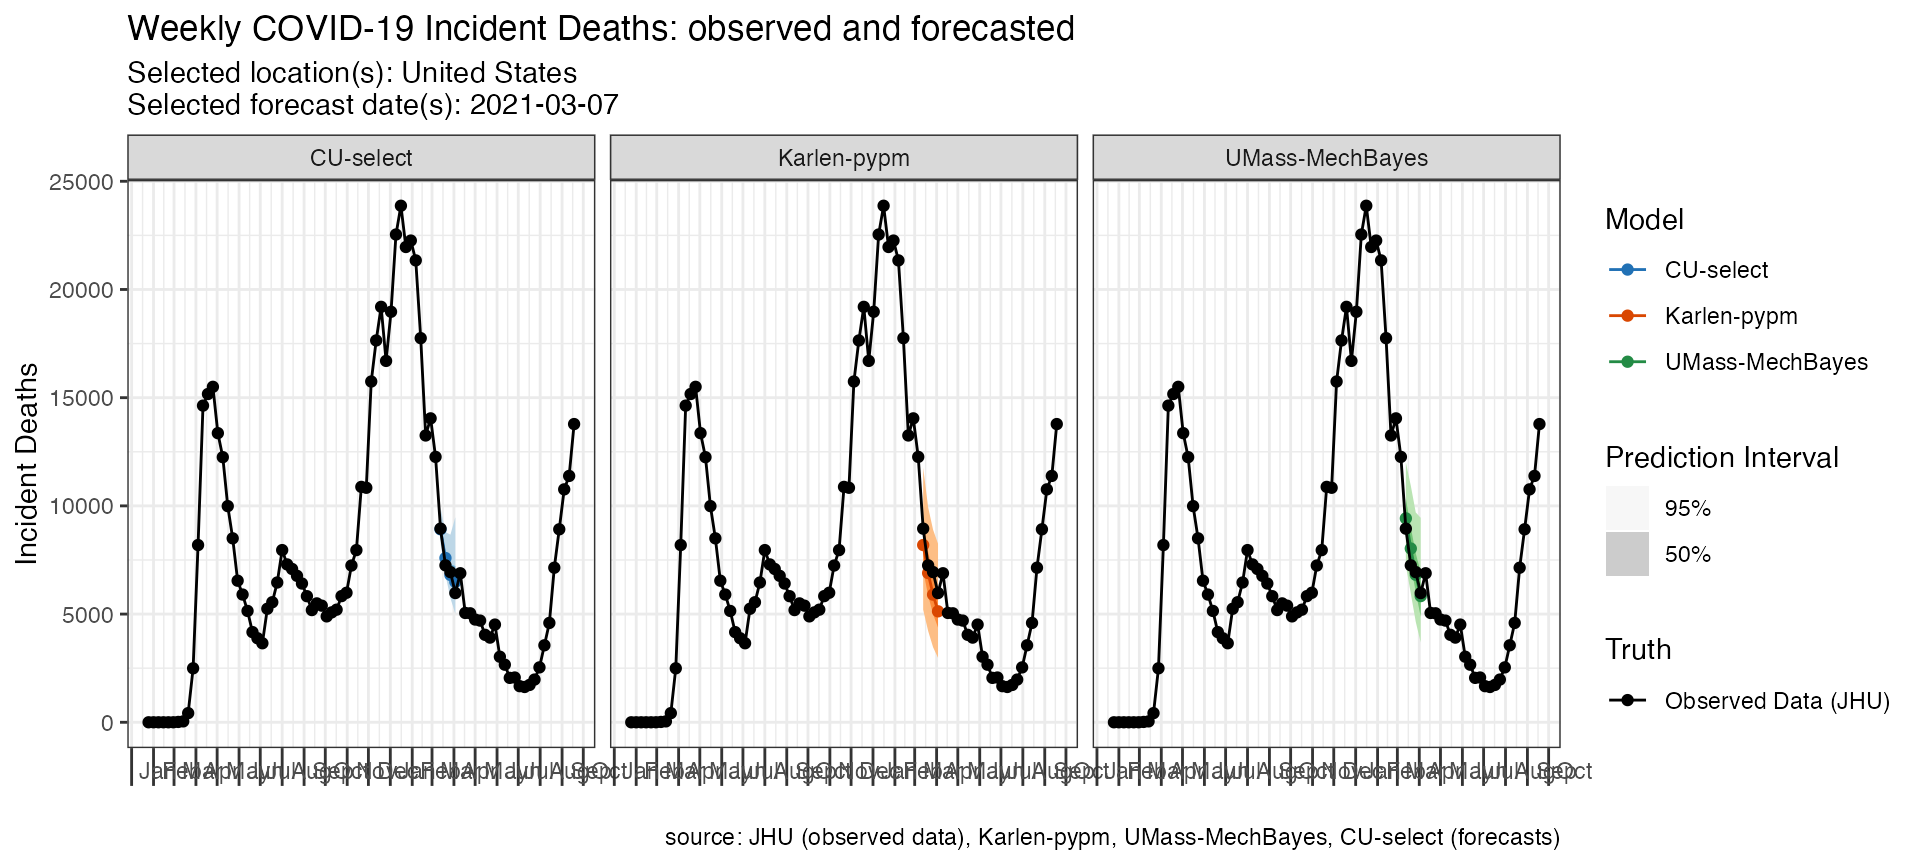 Weekly COVID-19 Incident Deaths: observed and forecasted
Selected location(s): United States
Selected forecast date(s): 2021-03-07
CU-select
Karlen-pypm
UMass-MechBayes
Incident Deaths
25000
20000
15000
10000
5000
0
Model
CU-select
Karlen-pypm
UMass-MechBayes
Prediction Interval
95%
50%
Truth
Observed Data (JHU)
source: JHU (observed data), Karlen-pypm, UMass-MechBayes, CU-select (forecasts)